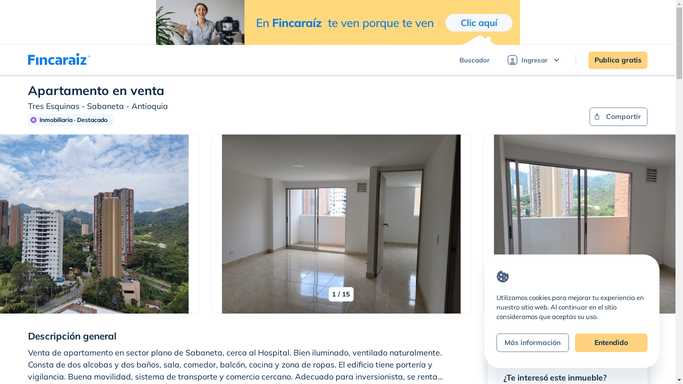 En Fincaraíz te ven porque te ven
Clic aquí
Fincaraíz
Buscador
Ingresar
Publica gratis
Apartamento en venta
Tres Esquinas - Sabaneta - Antioquia
Inmobiliaria · Destacado
Compartir
1 / 15
Utilizamos cookies para mejorar tu experiencia en
nuestro sitio web. Al continuar en el sitio
consideramos que aceptas su uso.
Más información
Entendido
Descripción general
Venta de apartamento en sector plano de Sabaneta, cerca al Hospital. Bien iluminado, ventilado naturalmente.
Consta de dos alcobas y dos baños, sala, comedor, balcón, cocina y zona de ropas. El edificio tiene portería y
vigilancia. Buena movilidad, sistema de transporte y comercio cercano. Adecuado para inversionista, se renta...
¿Te interesó este inmueble?